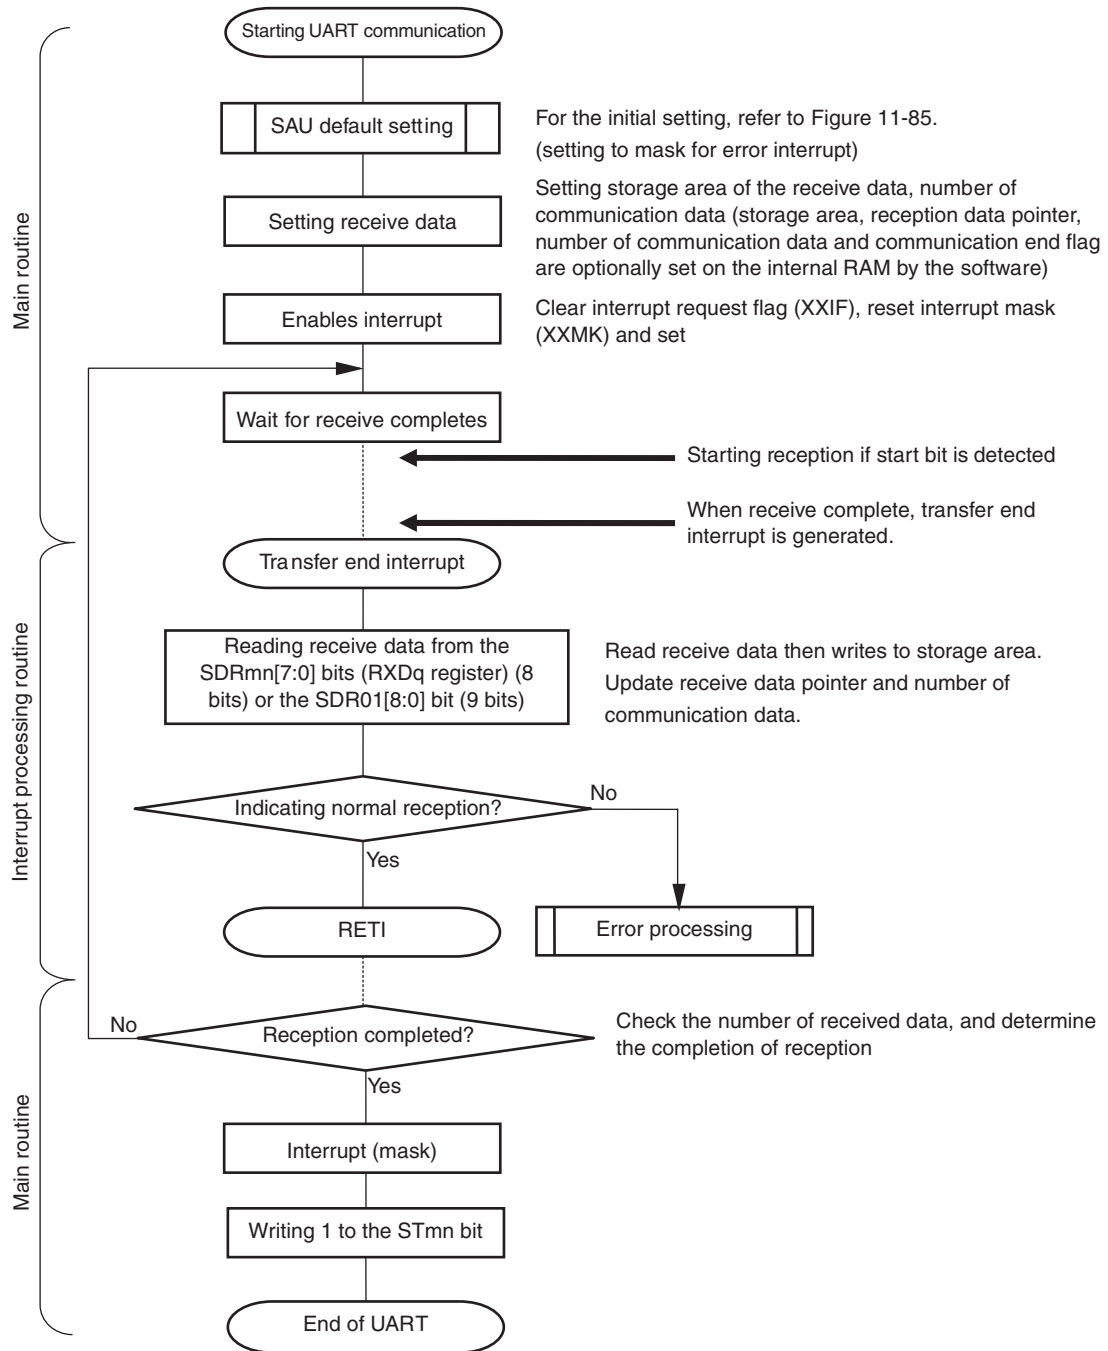 Starting UART communication
SAU default setting
For the initial setting, refer to Figure 11-85.
(setting to mask for error interrupt)
Setting receive data
Setting storage area of the receive data, number of
communication data (storage area, reception data pointer,
number of communication data and communication end flag
are optionally set on the internal RAM by the software)
Main routine
Enables interrupt
Clear interrupt request flag (XXIF), reset interrupt mask
(XXMK) and set
Wait for receive completes
Starting reception if start bit is detected
When receive complete, transfer end
interrupt is generated.
Transfer end interrupt
Reading receive data from the
SDRmn[7:0] bits (RXDq register) (8
bits) or the SDR01[8:0] bit (9 bits)
Read receive data then writes to storage area.
Update receive data pointer and number of
communication data.
Interrupt processing routine
Indicating normal reception?
No
Yes
RETI
Error processing
Reception completed?
No
Check the number of received data, and determine
the completion of reception
Yes
Main routine
Interrupt (mask)
Writing 1 to the STmn bit
End of UART